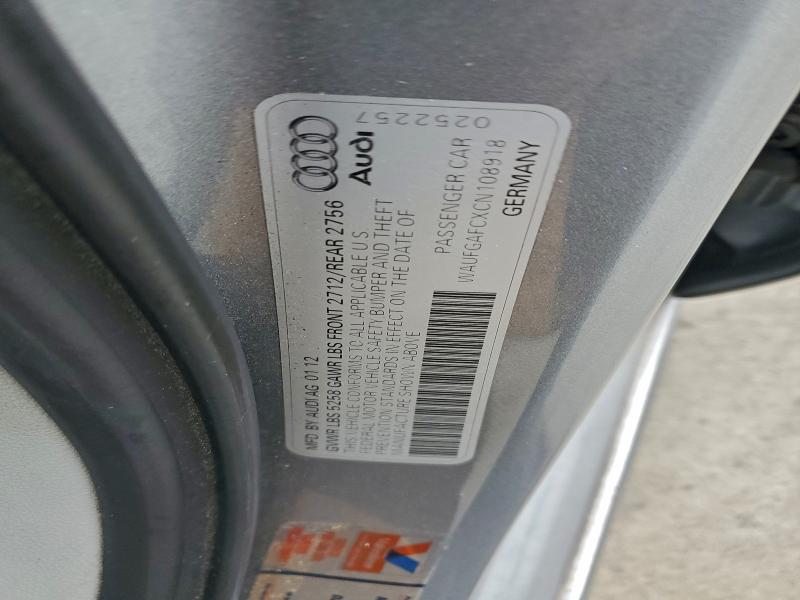 Audi
02522257
MFD BY AUDI AG 01 12
GVWR LBS 5258 GAWR LBS FRONT 2712/REAR 2756
THIS VEHICLE CONFORMS TO ALL APPLICABLE U S
FEDERAL MOTOR VEHICLE SAFETY BUMPER AND THEFT
PREVENTION STANDARDS IN EFFECT ON THE DATE OF
MANUFACTURE SHOWN ABOVE
PASSENGER CAR
WAUFGAFCXCN108918
GERMANY